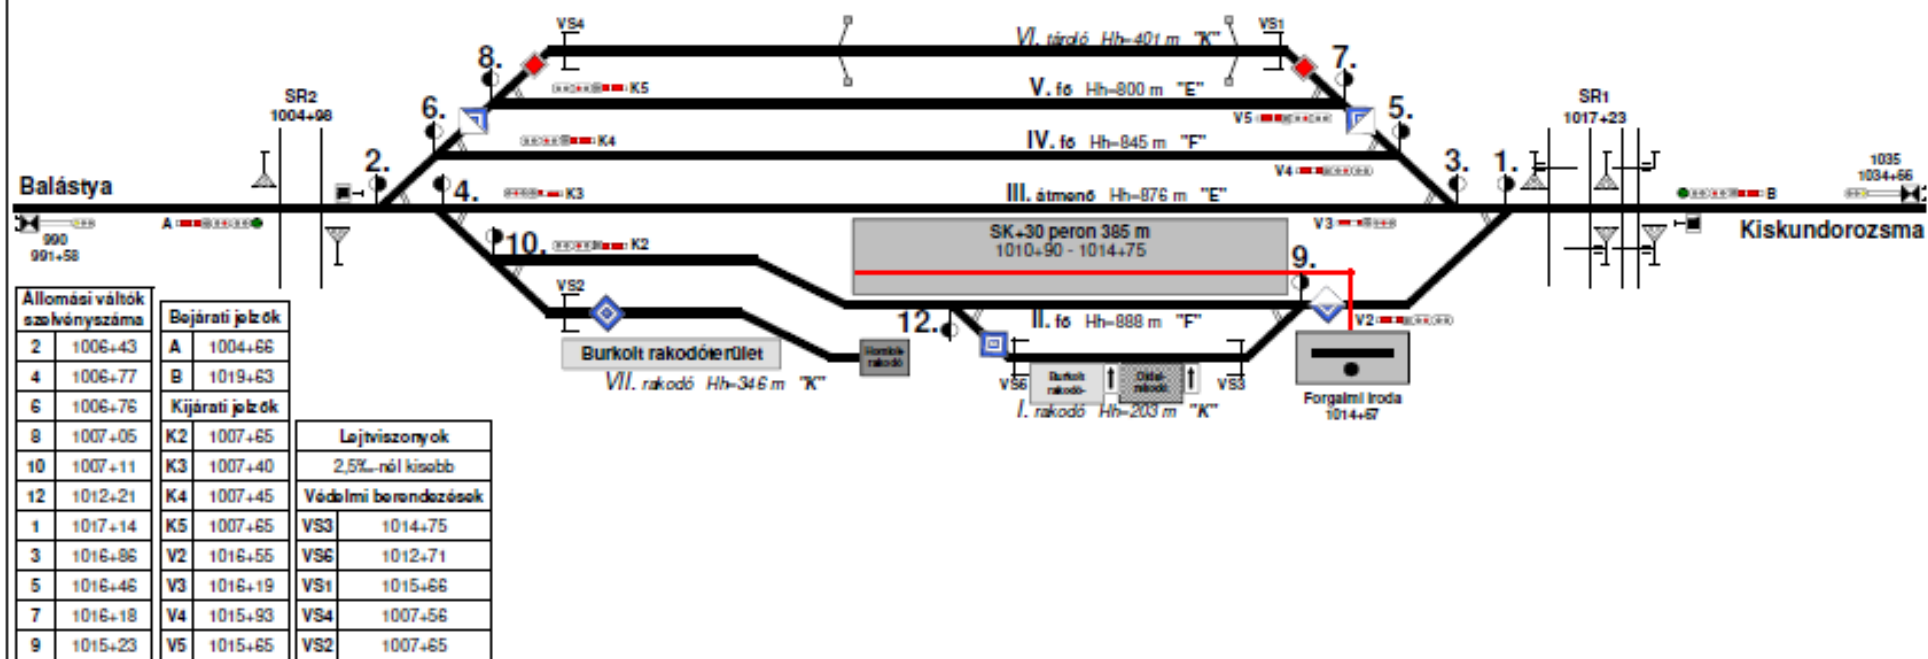 VS4
VS1
VI. tároló Hh=401 m "K"
8.
7.
K5
V. fő Hh=800 m "E"
SR2
1004+98
SR1
1017+23
6.
V5
5.
K4
IV. fő Hh=845 m "F"
2.
V4
3.
1.
1035
1034+66
Balástya
4.
K3
III. átmenő Hh=876 m "E"
B
A
V3
990
991+58
Kiskundorozsma
10.
K2
SK+30 peron 385 m
1010+90 - 1014+75
9.
VS2
12.
II. fő Hh=888 m "F"
V2
Burkolt rakodóterület
Homlok-
rakodó
VII. rakodó Hh=346 m "K"
VS6
Burkolt
rakodó-
Oldal-
rakodó
VS3
I. rakodó Hh=203 m "K"
Forgalmi Iroda
1014+67
Állomási váltók
szelvényszáma
2 1006+43
4 1006+77
6 1006+76
8 1007+05
10 1007+11
12 1012+21
1 1017+14
3 1016+86
5 1016+46
7 1016+18
9 1015+23
Bejárati jelzők
A 1004+66
B 1019+63
Kijárati jelzők
K2 1007+65
K3 1007+40
K4 1007+45
K5 1007+65
V2 1016+55
V3 1016+19
V4 1015+93
V5 1015+65
Lejtviszonyok
2,5‰-nél kisebb
Védelmi berendezések
VS3 1014+75
VS6 1012+71
VS1 1015+66
VS4 1007+56
VS2 1007+65